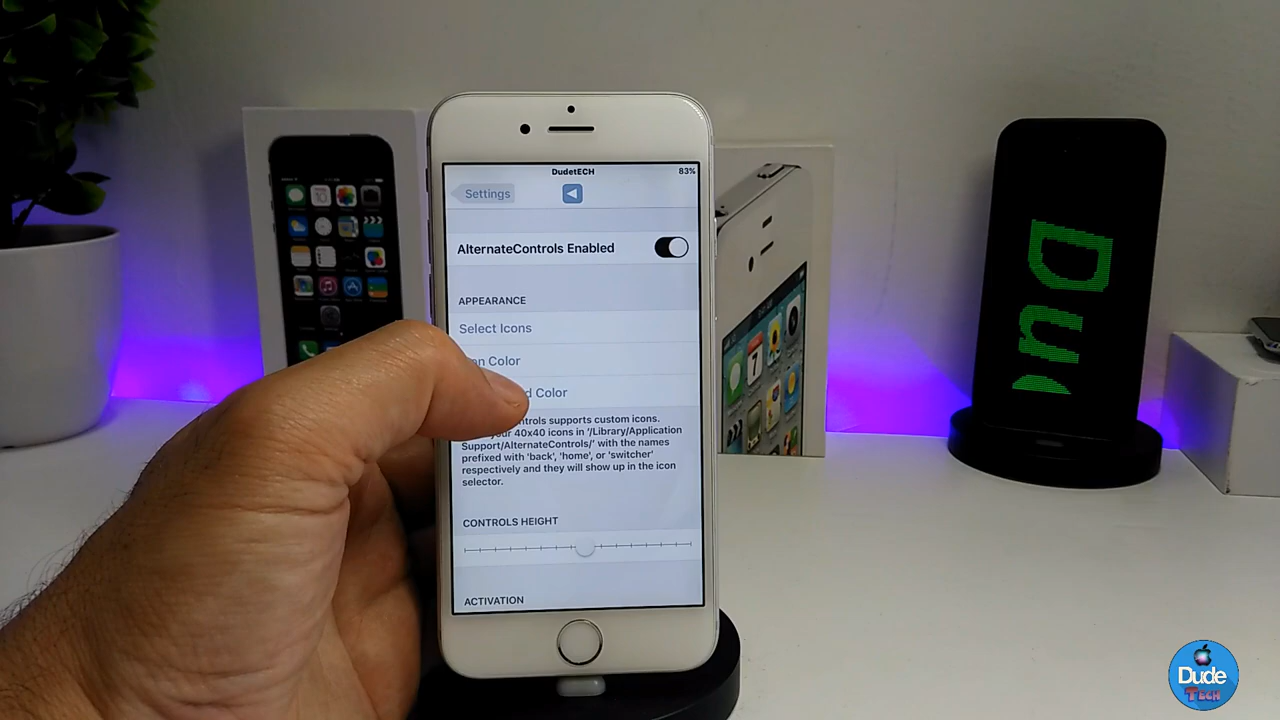 DudetECH 83%
Settings
AlternateControls Enabled
APPEARANCE
Select Icons
Color
Color
supports custom icons.
40x40 icons in '/Library/Application
Support/AlternateControls/' with the names
prefixed with 'back', 'home', or 'switcher'
respectively and they will show up in the icon
selector.
CONTROLS HEIGHT
ACTIVATION
Du
Dude
Tech